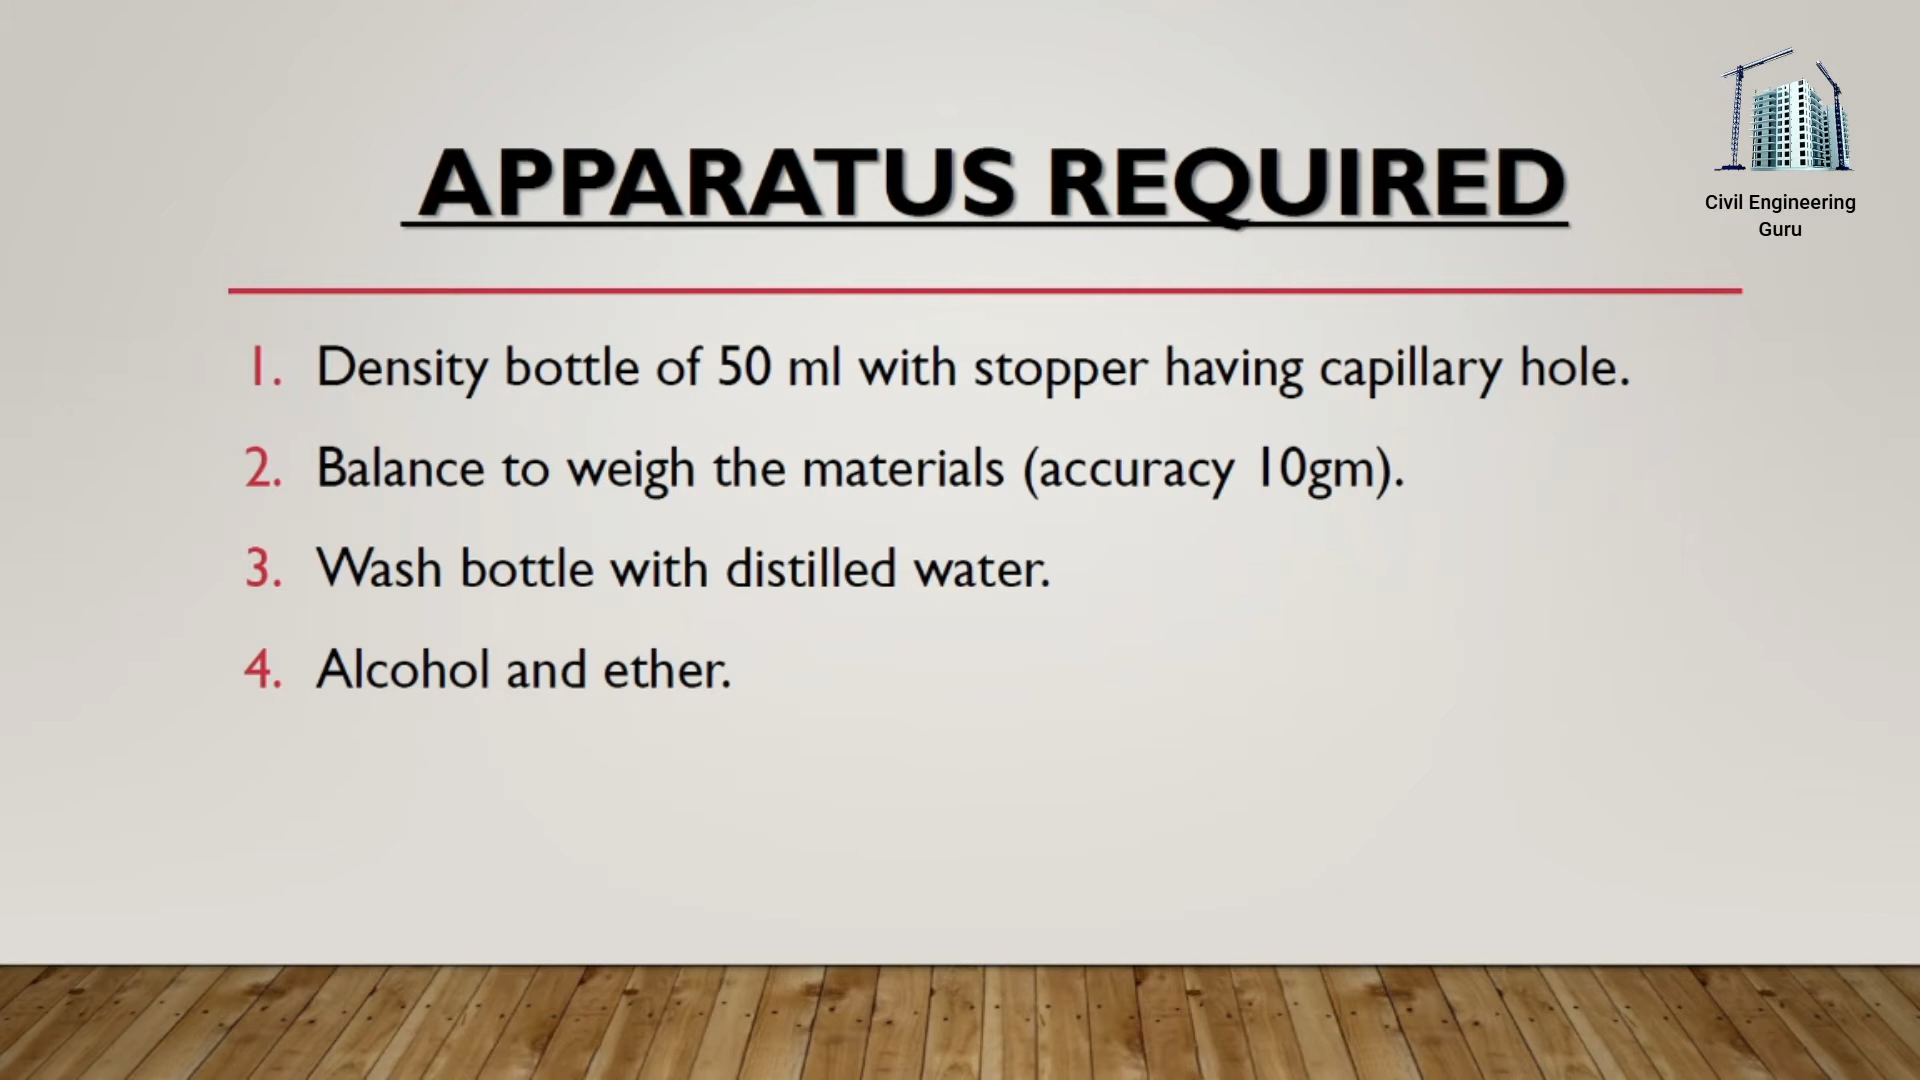 APPARATUS REQUIRED
Civil Engineering
Guru
1. Density bottle of 50 ml with stopper having capillary hole.
2. Balance to weigh the materials (accuracy 10gm).
3. Wash bottle with distilled water.
4. Alcohol and ether.